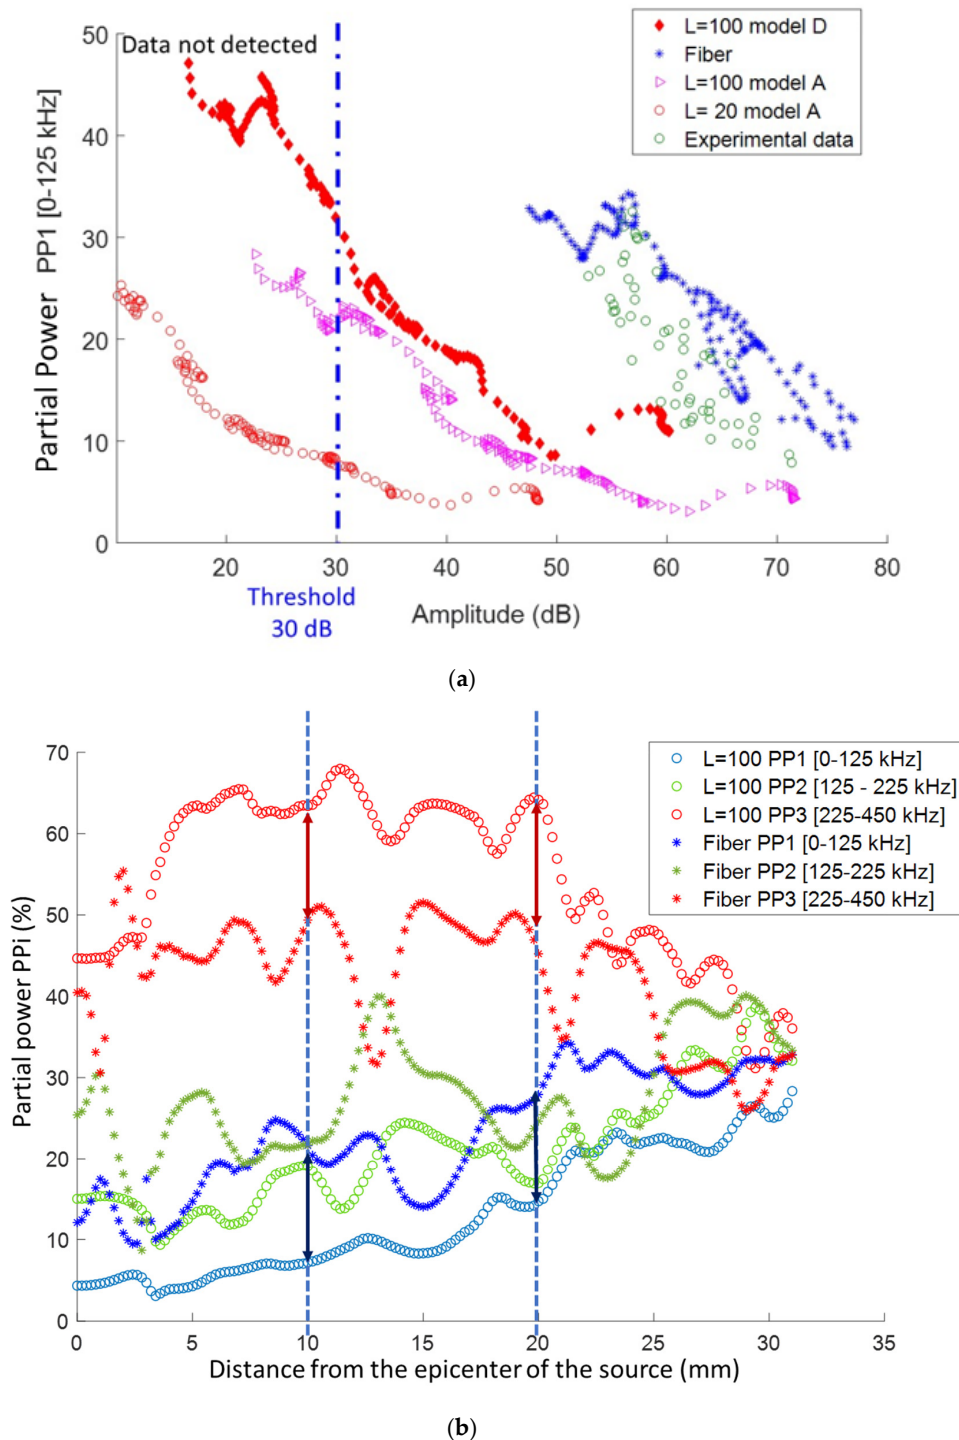 Data not detected
L=100 model D
Fiber
L=100 model A
L= 20 model A
Experimental data
Partial Power PP1 [0-125 kHz]
50
40
30
20
10
0
20
30
40
50
60
70
80
Threshold
30 dB
Amplitude (dB)
(a)
L=100 PP1 [0-125 kHz]
L=100 PP2 [125 - 225 kHz]
L=100 PP3 [225-450 kHz]
Fiber PP1 [0-125 kHz]
Fiber PP2 [125-225 kHz]
Fiber PP3 [225-450 kHz]
Partial power PPi (%)
70
60
50
40
30
20
10
0
0
5
10
15
20
25
30
35
Distance from the epicenter of the source (mm)
(b)